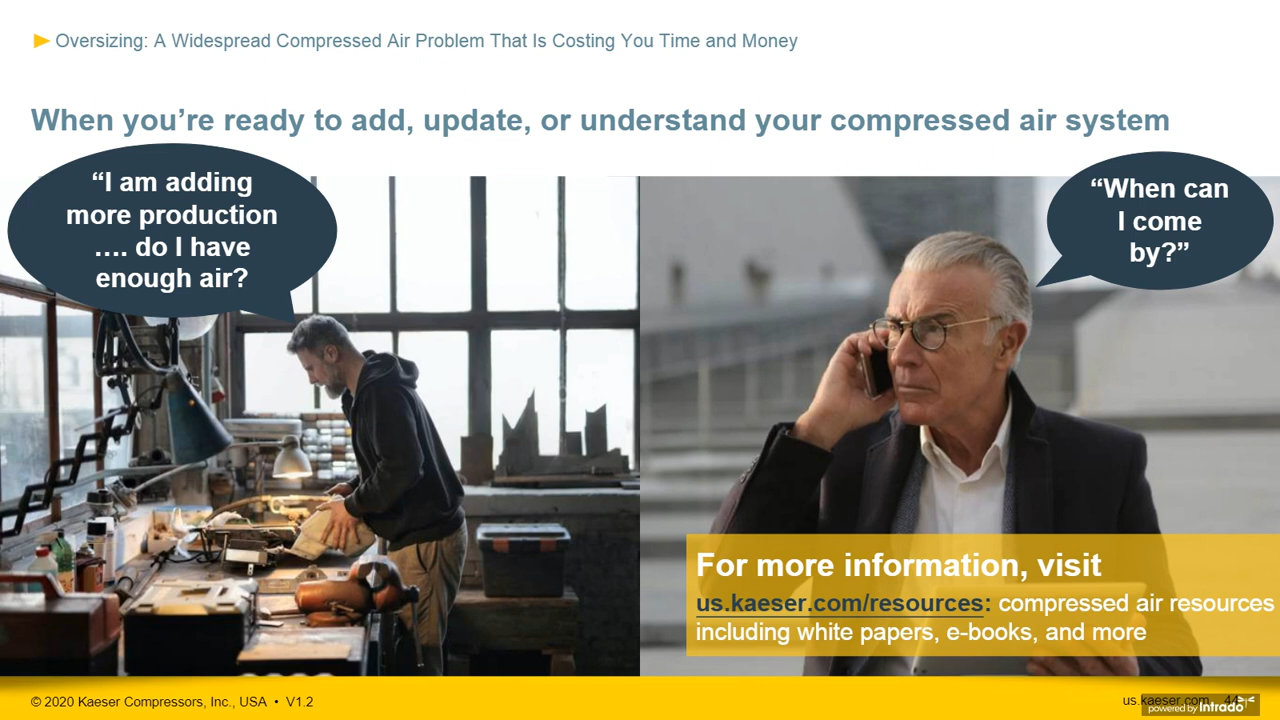 Oversizing: A Widespread Compressed Air Problem That Is Costing You Time and Money
When you’re ready to add, update, or understand your compressed air system
“I am adding
more production
…. do I have
enough air?
“When can
I come
by?”
For more information, visit
us.kaeser.com/resources: compressed air resources
including white papers, e-books, and more
© 2020 Kaeser Compressors, Inc., USA • V1.2
us.kaeser.com
powered by intrado